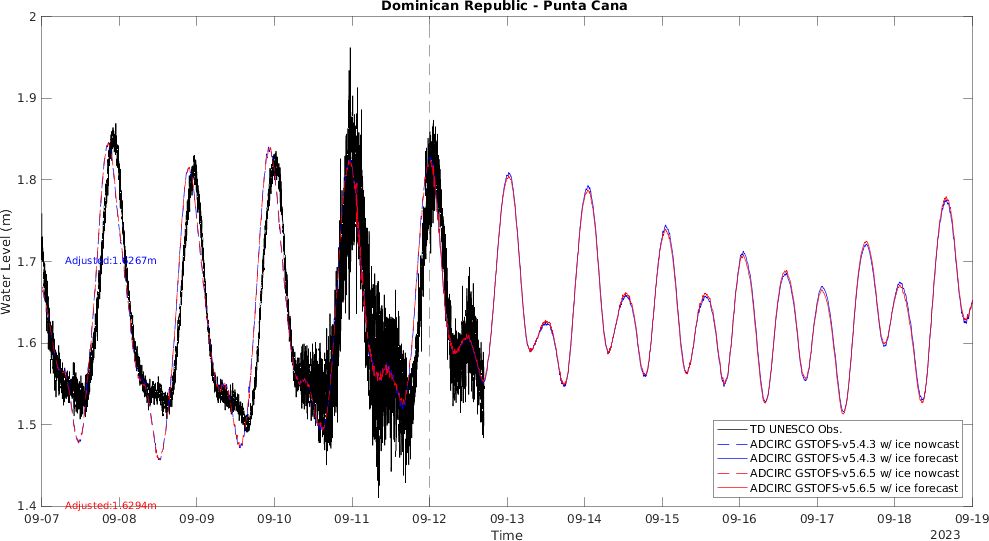 Dominican Republic - Punta Cana
2
1.9
1.8
1.7
1.6
1.5
1.4
Water Level (m)
Adjusted:1.6267m
Adjusted:1.6294m
TD UNESCO Obs.
ADCIRC GSTOFS-v5.4.3 w/ ice nowcast
ADCIRC GSTOFS-v5.4.3 w/ ice forecast
ADCIRC GSTOFS-v5.6.5 w/ ice nowcast
ADCIRC GSTOFS-v5.6.5 w/ ice forecast
09-07 09-08 09-09 09-10 09-11 09-12 09-13 09-14 09-15 09-16 09-17 09-18 09-19
Time
2023